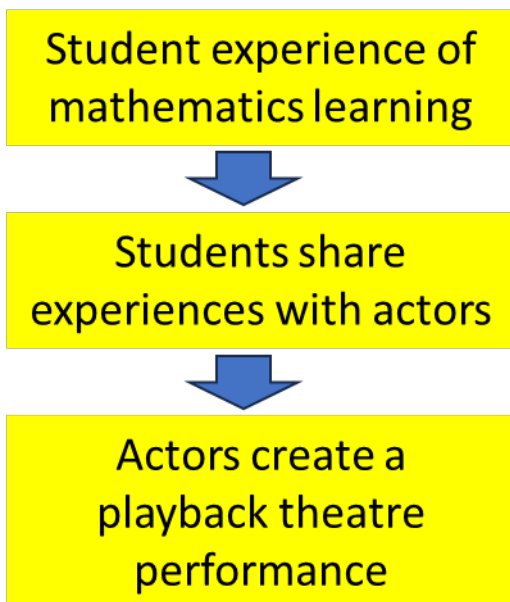 Student experience of
mathematics learning
Students share
experiences with actors
Actors create a
playback theatre
performance